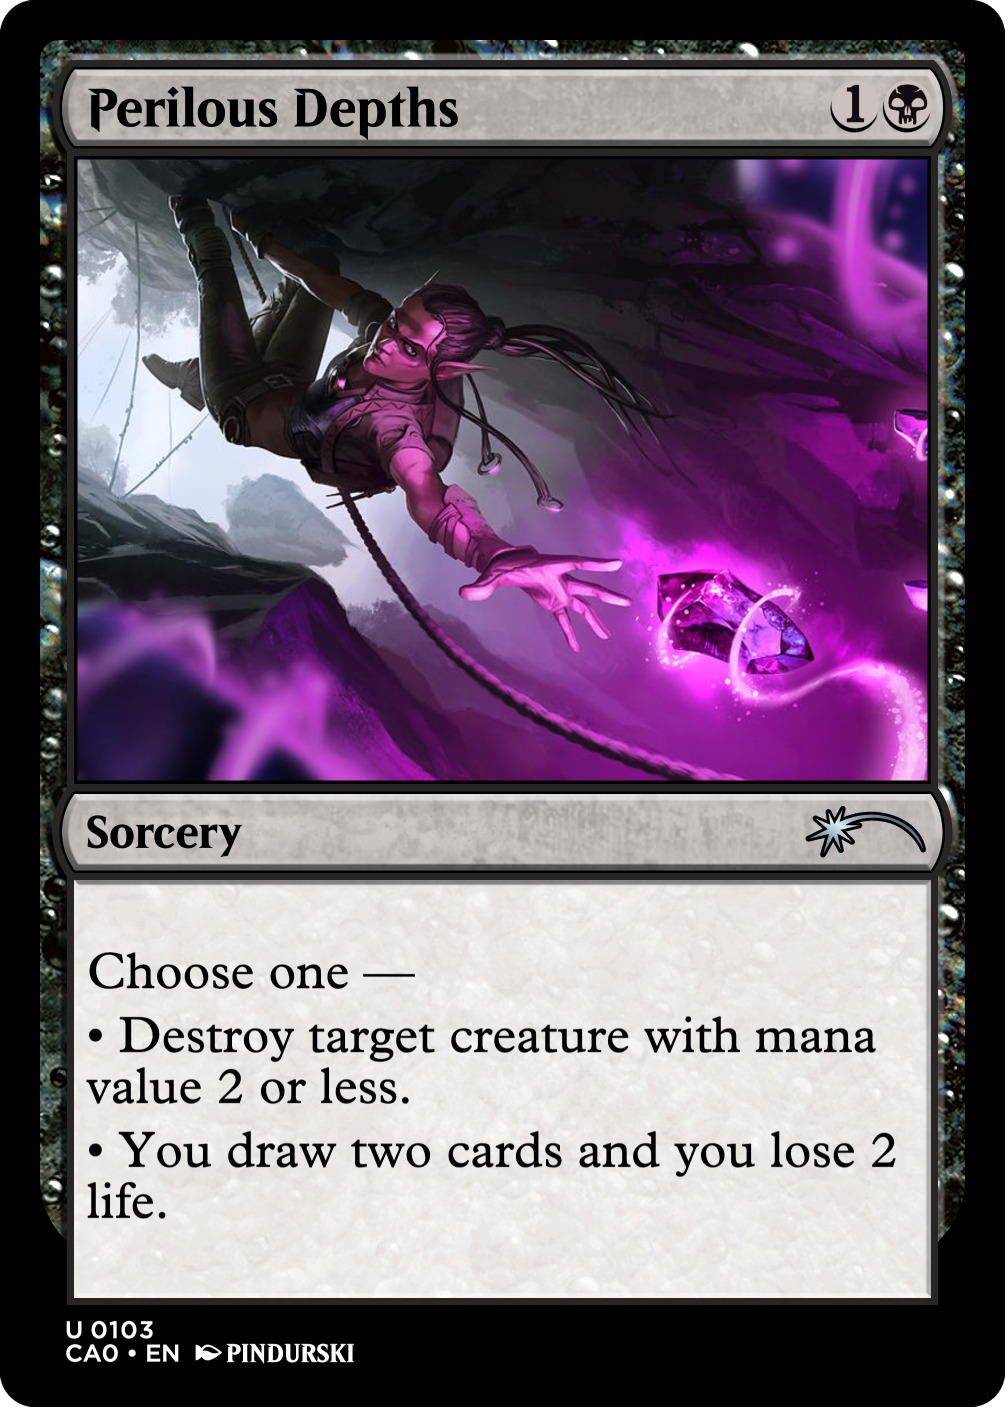 Perilous Depths 1
Sorcery
Choose one —
• Destroy target creature with mana
value 2 or less.
• You draw two cards and you lose 2
life.
U 0103
CAO • EN PINDURSKI